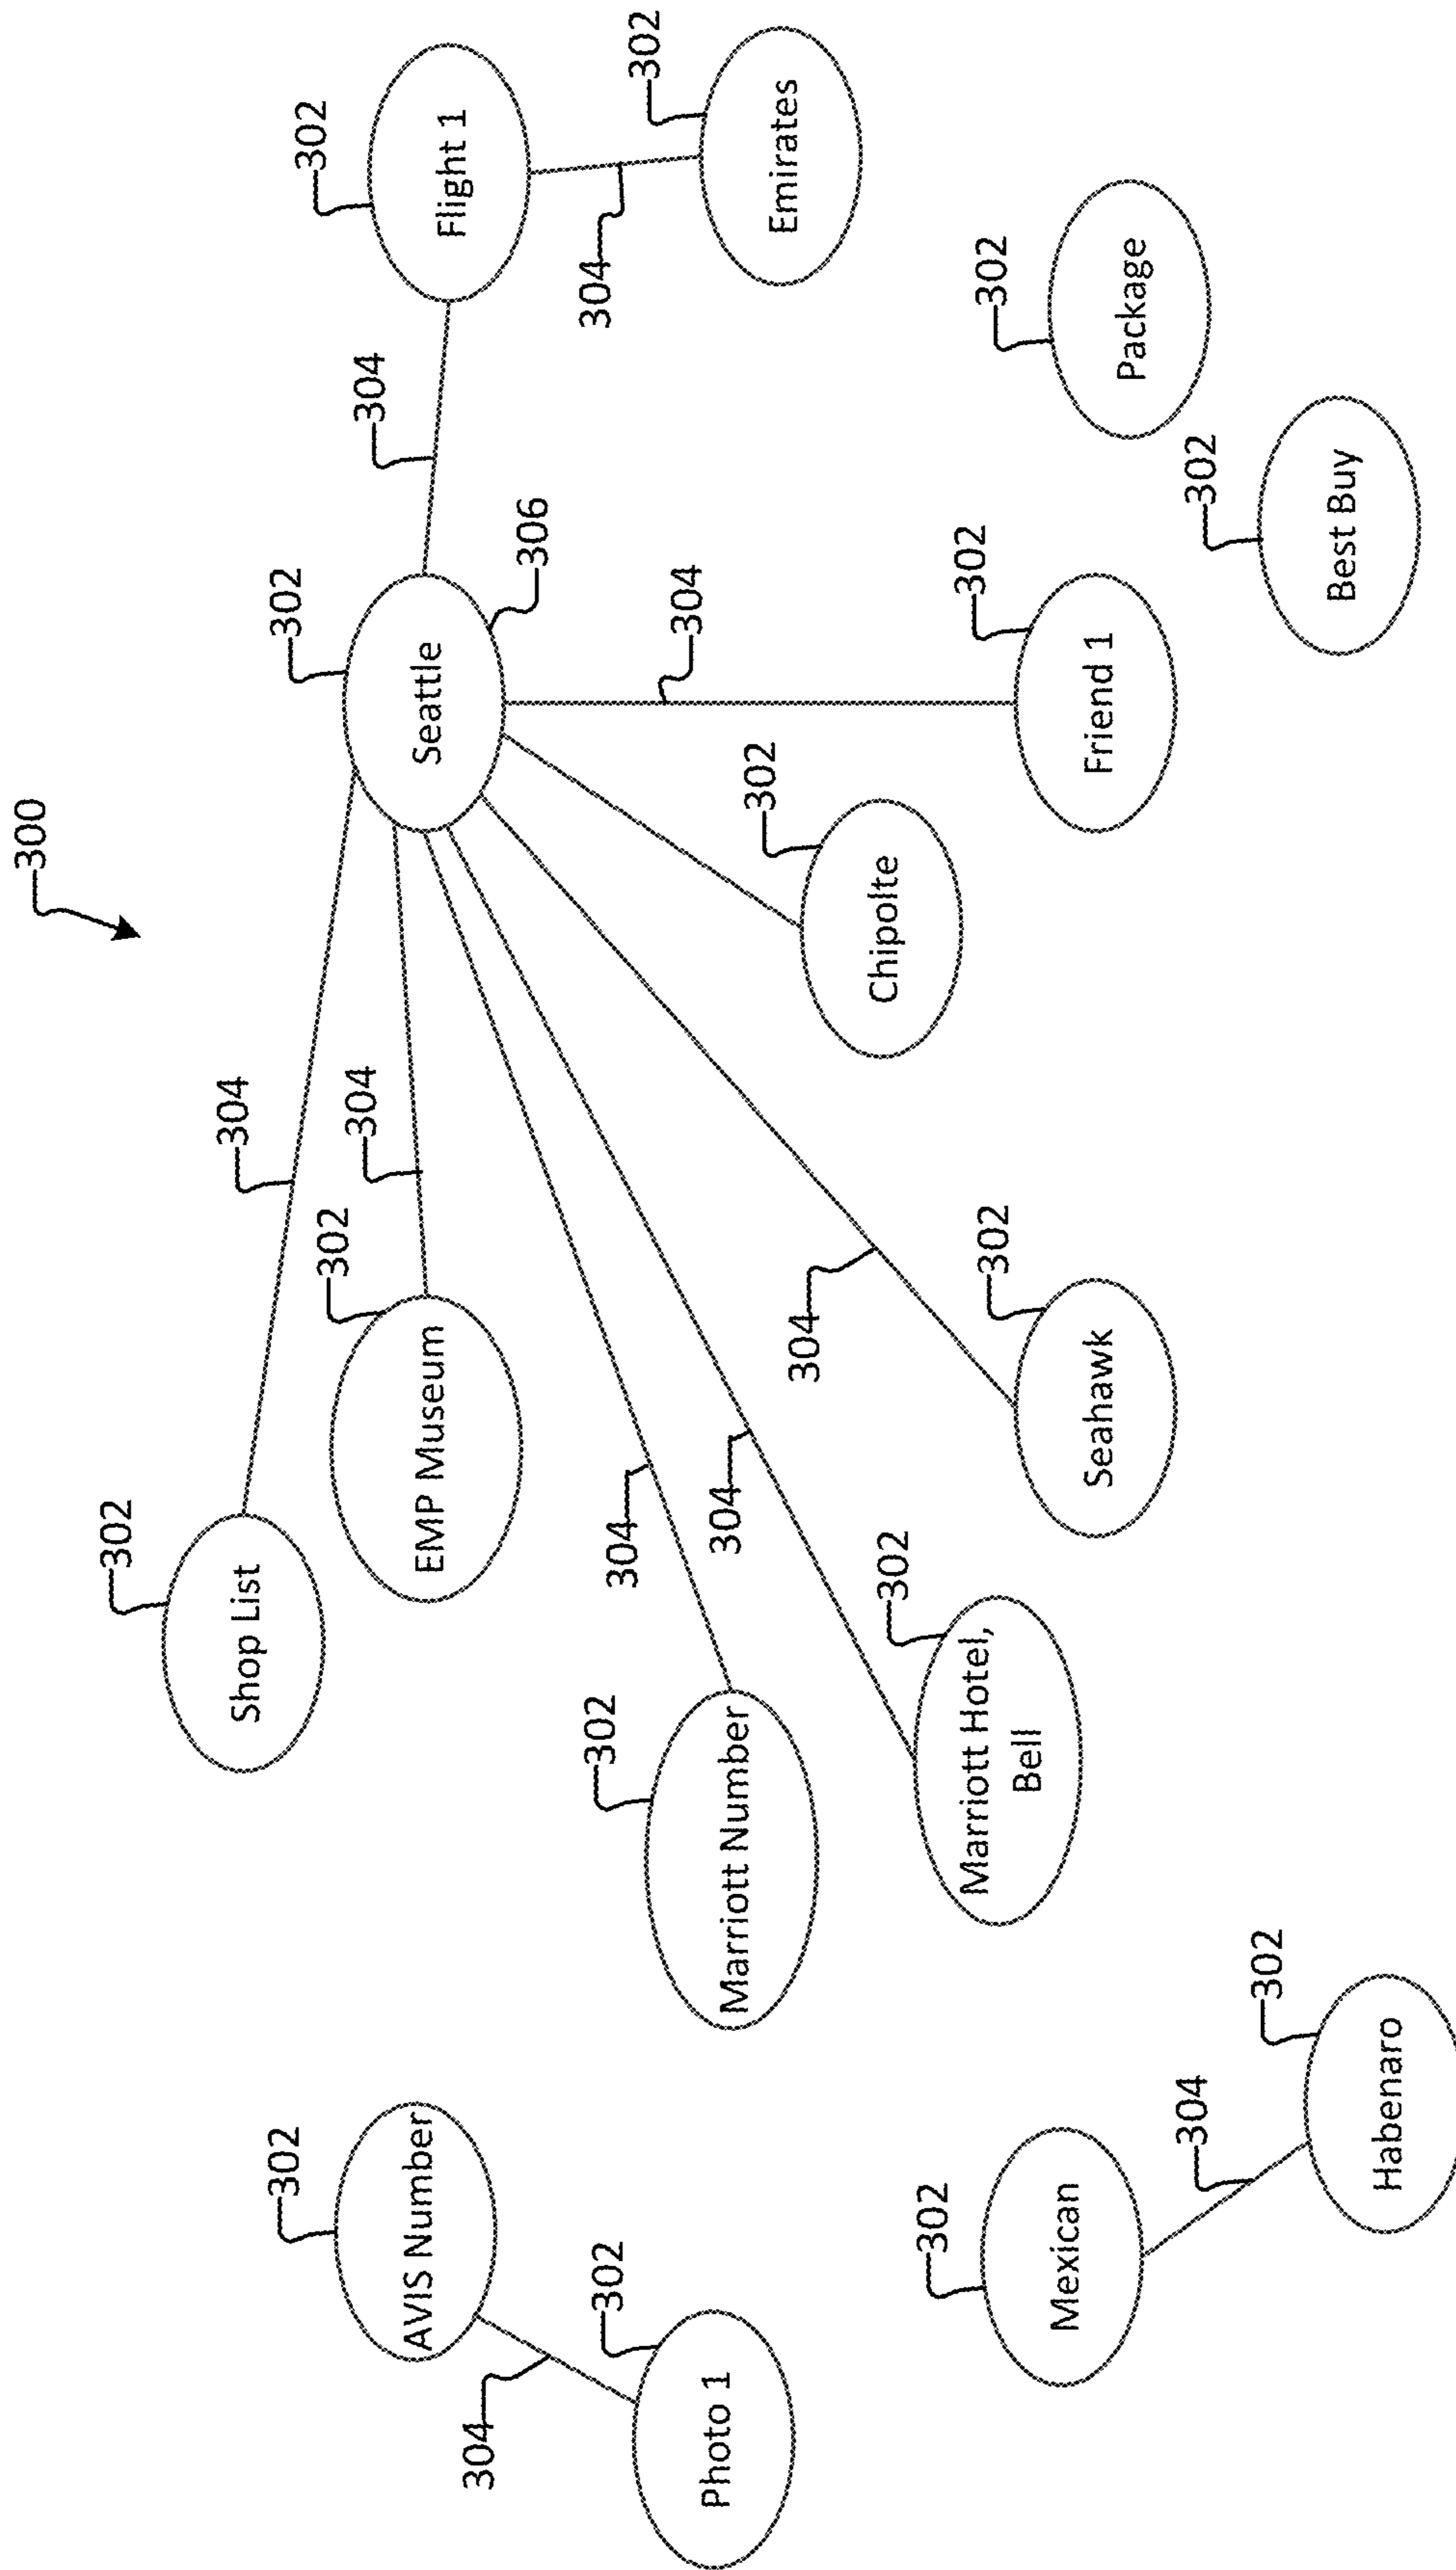 300
302
Shop List
304
302
AVIS Number
302
EMP Museum
304
302
Seattle
306
304
302
Flight 1
304
302
Photo 1
302
Marriott Number
304
304
304
304
302
Emirates
302
Chipolte
302
Mexican
302
Marriott Hotel,
Bell
304
302
Seahawk
302
Friend 1
302
Package
304
302
Habenaro
302
Best Buy